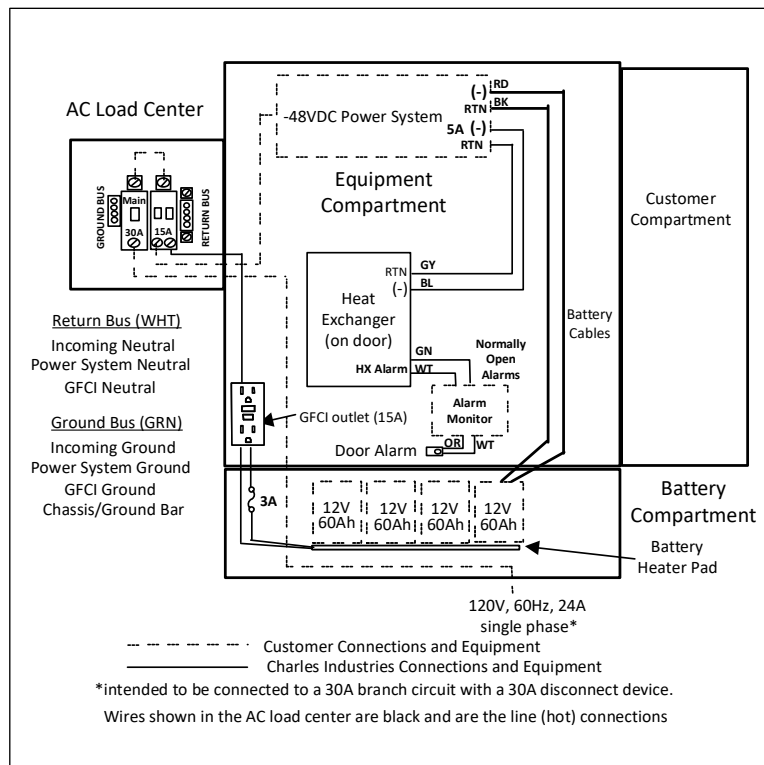 AC Load Center
GROUND BUS
Main
30A
15A
RETURN BUS
-48VDC Power System
(-)
RD
RTN
BK
5A (-)
RTN
Equipment
Compartment
Customer
Compartment
RTN
GY
(-)
BL
Heat
Exchanger
(on door)
HX Alarm
GN
WT
Normally
Open
Alarms
Alarm
Monitor
Battery
Cables
Return Bus (WHT)
Incoming Neutral
Power System Neutral
GFCI Neutral
Ground Bus (GRN)
Incoming Ground
Power System Ground
GFCI Ground
Chassis/Ground Bar
GFCI outlet (15A)
Door Alarm
OR
WT
3A
12V
60Ah
12V
60Ah
12V
60Ah
12V
60Ah
Battery
Compartment
Battery
Heater Pad
120V, 60Hz, 24A
single phase*
Customer Connections and Equipment
Charles Industries Connections and Equipment
*intended to be connected to a 30A branch circuit with a 30A disconnect device.
Wires shown in the AC load center are black and are the line (hot) connections